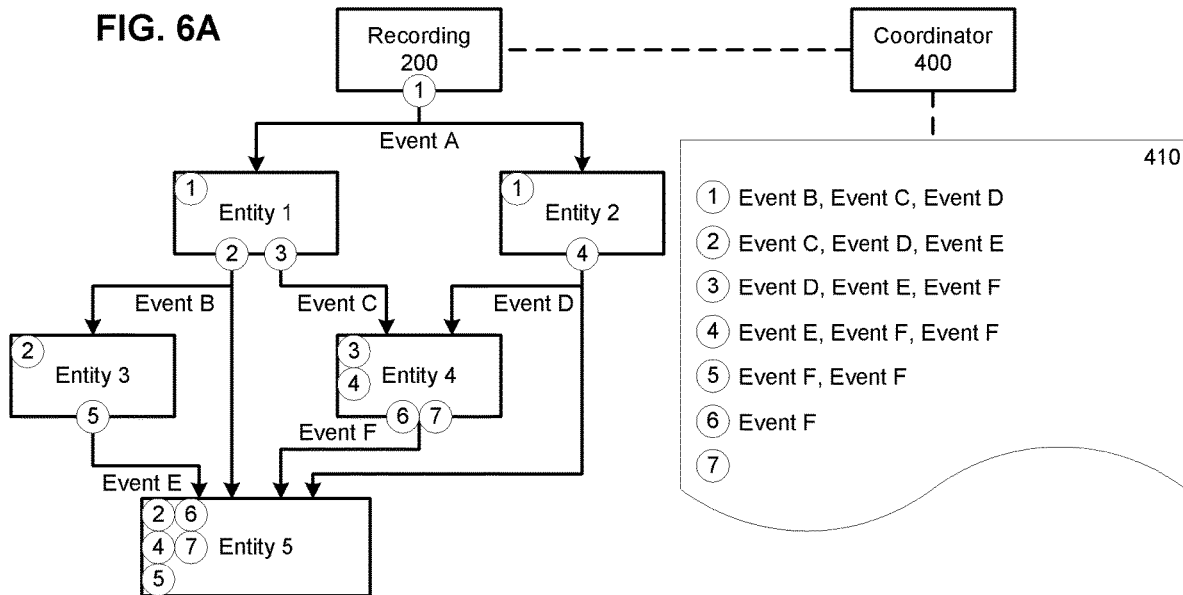 FIG. 6A
Recording
200
Coordinator
400
1
Event A
410
1
Entity 1
2
3
1
Entity 2
4
1 Event B, Event C, Event D
2 Event C, Event D, Event E
3 Event D, Event E, Event F
4 Event E, Event F, Event F
5 Event F, Event F
6 Event F
7
Event B
Event C
Event D
2
Entity 3
5
3
4
Entity 4
6
7
Event F
Event E
2
6
4
7
5
Entity 5